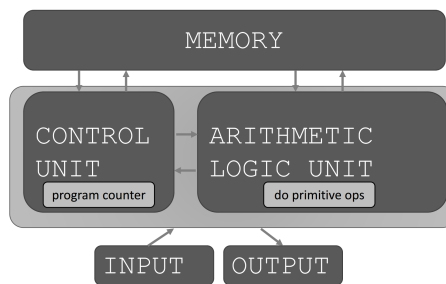 MEMORY
CONTROL
UNIT
program counter
ARITHMETIC
LOGIC UNIT
do primitive ops
INPUT
OUTPUT